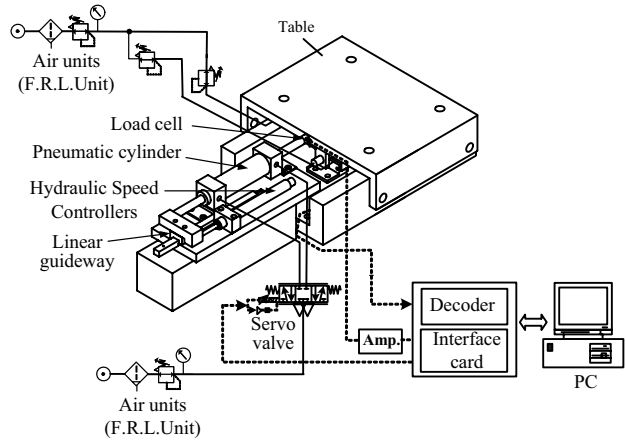 Table
Air units
(F.R.L.Unit)
Load cell
Pneumatic cylinder
Hydraulic Speed
Controllers
Linear
guideway
Servo
valve
Amp.
Decoder
Interface
card
PC
Air units
(F.R.L.Unit)